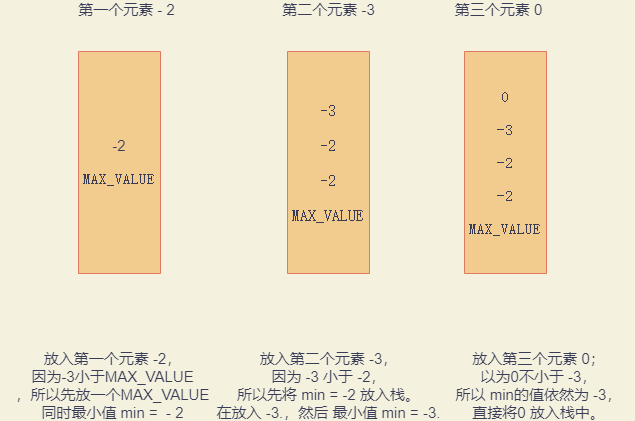 第一个元素 - 2
第二个元素 -3
第三个元素 0
-2
MAX_VALUE
-3
-2
-2
MAX_VALUE
0
-3
-2
-2
MAX_VALUE
放入第一个元素 -2,
因为-3小于MAX_VALUE
，所以先放一个MAX_VALUE
同时最小值 min = - 2
放入第二个元素 -3,
因为 -3 小于 -2,
所以先将 min = -2 放入栈。
在放入 -3.，然后 最小值 min = -3.
放入第三个元素 0；
以为0不小于 -3,
所以 min的值依然为 -3,
直接将0 放入栈中。